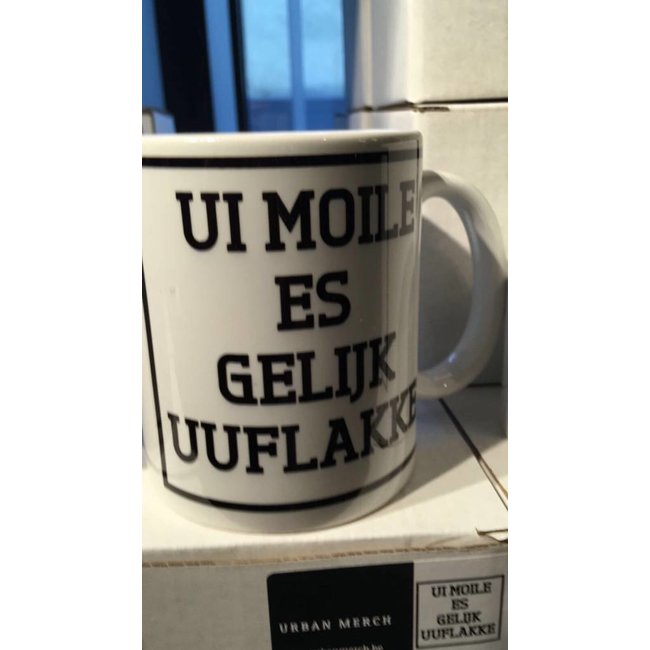 UI MOILE
ES
GELIJK
UUFLAKKE
URBAN MERCH
UI MOILE
ES
GELIJK
UUFLAKKE